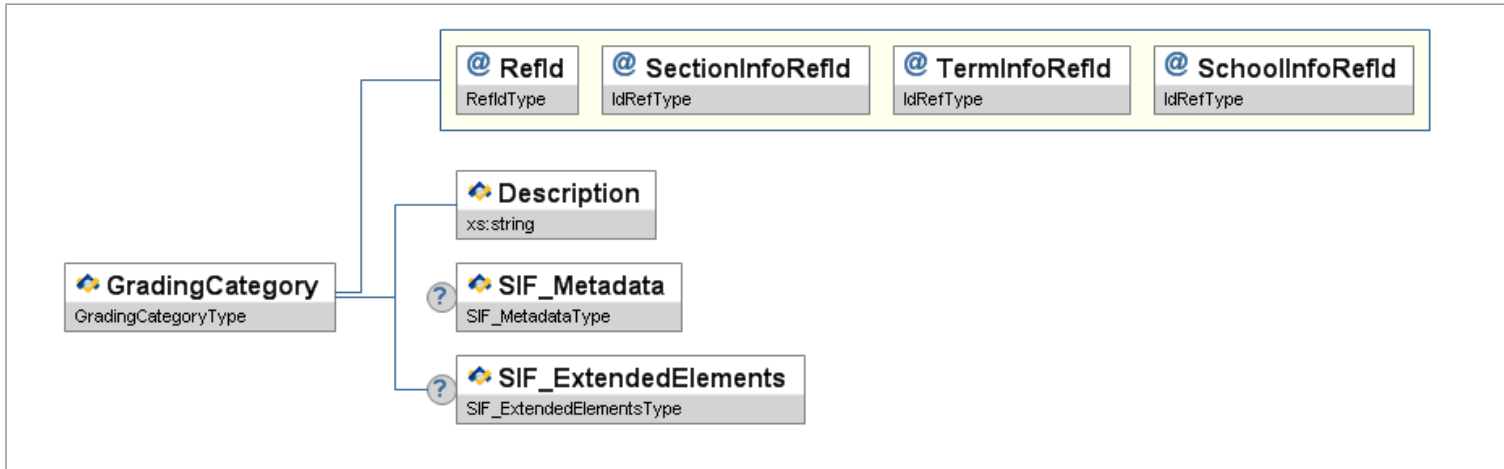 @ RefId
RefIdType
@ SectionInfoRefId
IdRefType
@ TermInfoRefId
IdRefType
@ SchoolInfoRefId
IdRefType
Description
xs:string
GradingCategory
GradingCategoryType
? SIF_Metadata
SIF_MetadataType
? SIF_ExtendedElements
SIF_ExtendedElementsType